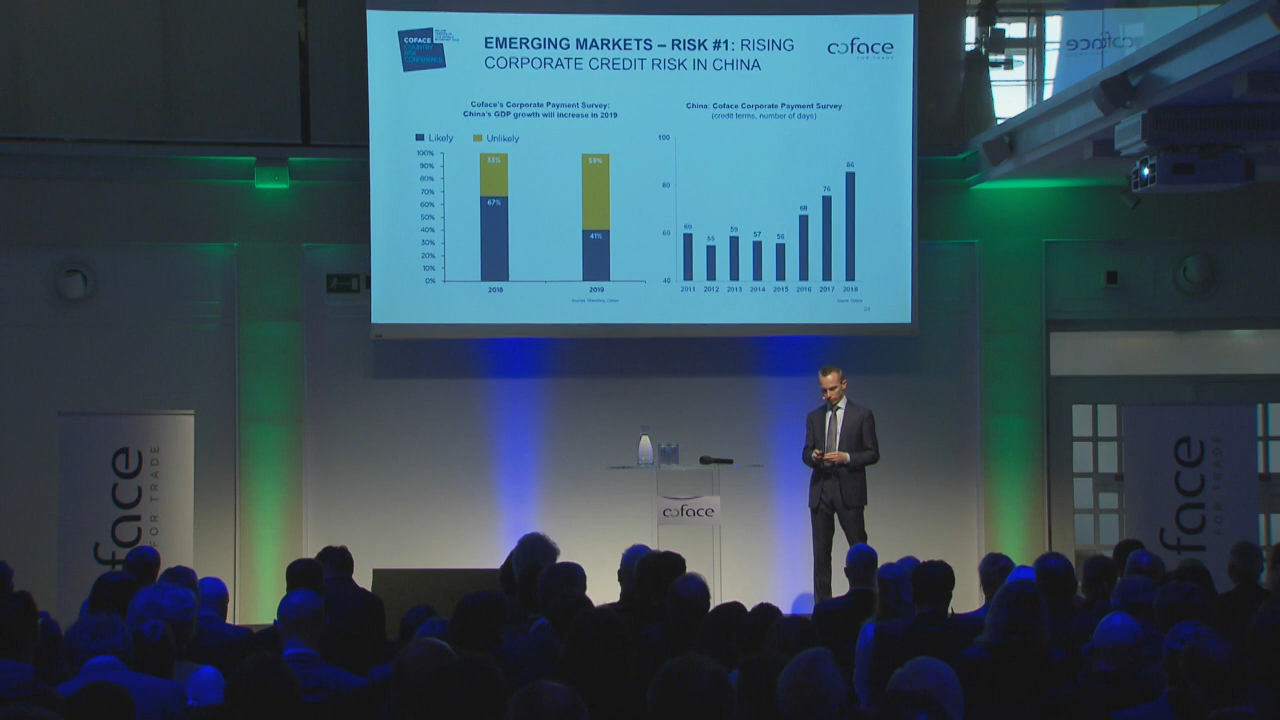 COFACE
COUNTRY
RISK
CONFERENCE
EMERGING MARKETS – RISK #1: RISING
CORPORATE CREDIT RISK IN CHINA
coface
FOR TRADE
Coface's Corporate Payment Survey:
China's GDP growth will increase in 2019
Likely
Unlikely
100%
90%
80%
70%
60%
50%
40%
30%
20%
10%
0%
33%
67%
59%
41%
2018
2019
China: Coface Corporate Payment Survey
(credit terms, number of days)
100
80
60
40
60
55
59
57
56
68
76
86
2011
2012
2013
2014
2015
2016
2017
2018
24
coface
face
FOR TRADE
face
FOR TRADE